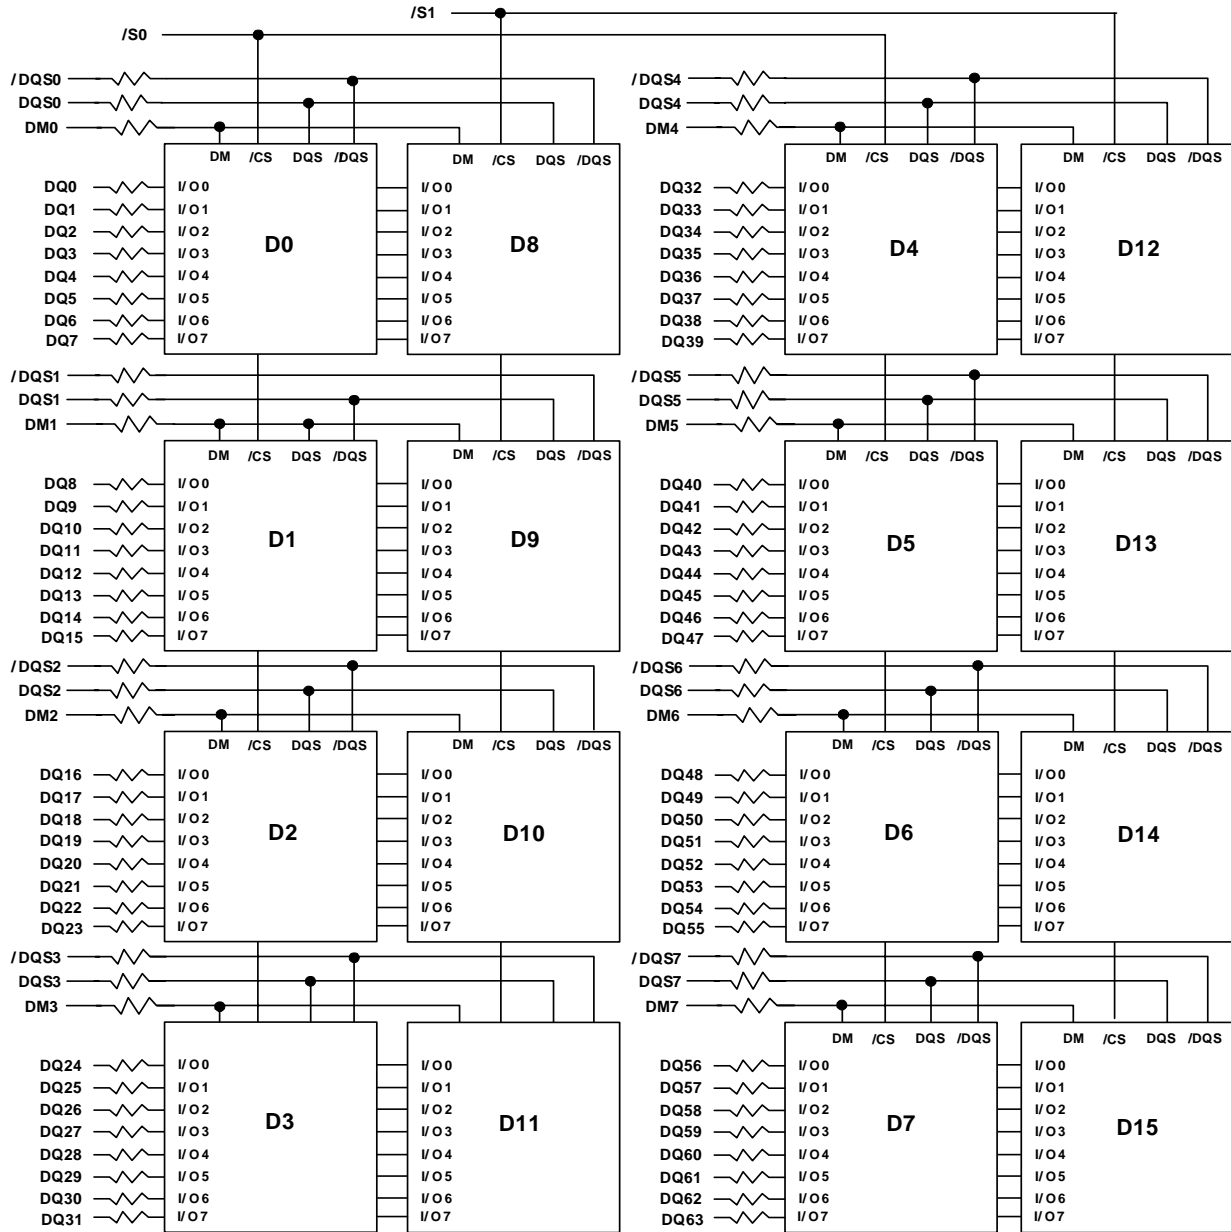 /S1
/S0
/DQS0
DQS0
DM0
DM /CS DQS /DQS
DM /CS DQS /DQS
DQ0 I/O0 I/O0
DQ1 I/O1 I/O1
DQ2 I/O2 I/O2
D0 D8
DQ3 I/O3 I/O3
DQ4 I/O4 I/O4
DQ5 I/O5 I/O5
DQ6 I/O6 I/O6
DQ7 I/O7 I/O7
/DQS1
DQS1
DM1
DM /CS DQS /DQS
DM /CS DQS /DQS
DQ8 I/O0 I/O0
DQ9 I/O1 I/O1
DQ10 I/O2 I/O2
D1 D9
DQ11 I/O3 I/O3
DQ12 I/O4 I/O4
DQ13 I/O5 I/O5
DQ14 I/O6 I/O6
DQ15 I/O7 I/O7
/DQS2
DQS2
DM2
DM /CS DQS /DQS
DM /CS DQS /DQS
DQ16 I/O0 I/O0
DQ17 I/O1 I/O1
DQ18 I/O2 I/O2
D2 D10
DQ19 I/O3 I/O3
DQ20 I/O4 I/O4
DQ21 I/O5 I/O5
DQ22 I/O6 I/O6
DQ23 I/O7 I/O7
/DQS3
DQS3
DM3
DQ24 I/O0 I/O0
DQ25 I/O1 I/O1
DQ26 I/O2 I/O2
D3 D11
DQ27 I/O3 I/O3
DQ28 I/O4 I/O4
DQ29 I/O5 I/O5
DQ30 I/O6 I/O6
DQ31 I/O7 I/O7
/DQS4
DQS4
DM4
DM /CS DQS /DQS
DM /CS DQS /DQS
DQ32 I/O0 I/O0
DQ33 I/O1 I/O1
DQ34 I/O2 I/O2
D4 D12
DQ35 I/O3 I/O3
DQ36 I/O4 I/O4
DQ37 I/O5 I/O5
DQ38 I/O6 I/O6
DQ39 I/O7 I/O7
/DQS5
DQS5
DM5
DM /CS DQS /DQS
DM /CS DQS /DQS
DQ40 I/O0 I/O0
DQ41 I/O1 I/O1
DQ42 I/O2 I/O2
D5 D13
DQ43 I/O3 I/O3
DQ44 I/O4 I/O4
DQ45 I/O5 I/O5
DQ46 I/O6 I/O6
DQ47 I/O7 I/O7
/DQS6
DQS6
DM6
DM /CS DQS /DQS
DM /CS DQS /DQS
DQ48 I/O0 I/O0
DQ49 I/O1 I/O1
DQ50 I/O2 I/O2
D6 D14
DQ51 I/O3 I/O3
DQ52 I/O4 I/O4
DQ53 I/O5 I/O5
DQ54 I/O6 I/O6
DQ55 I/O7 I/O7
/DQS7
DQS7
DM7
DM /CS DQS /DQS
DM /CS DQS /DQS
DQ56 I/O0 I/O0
DQ57 I/O1 I/O1
DQ58 I/O2 I/O2
D7 D15
DQ59 I/O3 I/O3
DQ60 I/O4 I/O4
DQ61 I/O5 I/O5
DQ62 I/O6 I/O6
DQ63 I/O7 I/O7